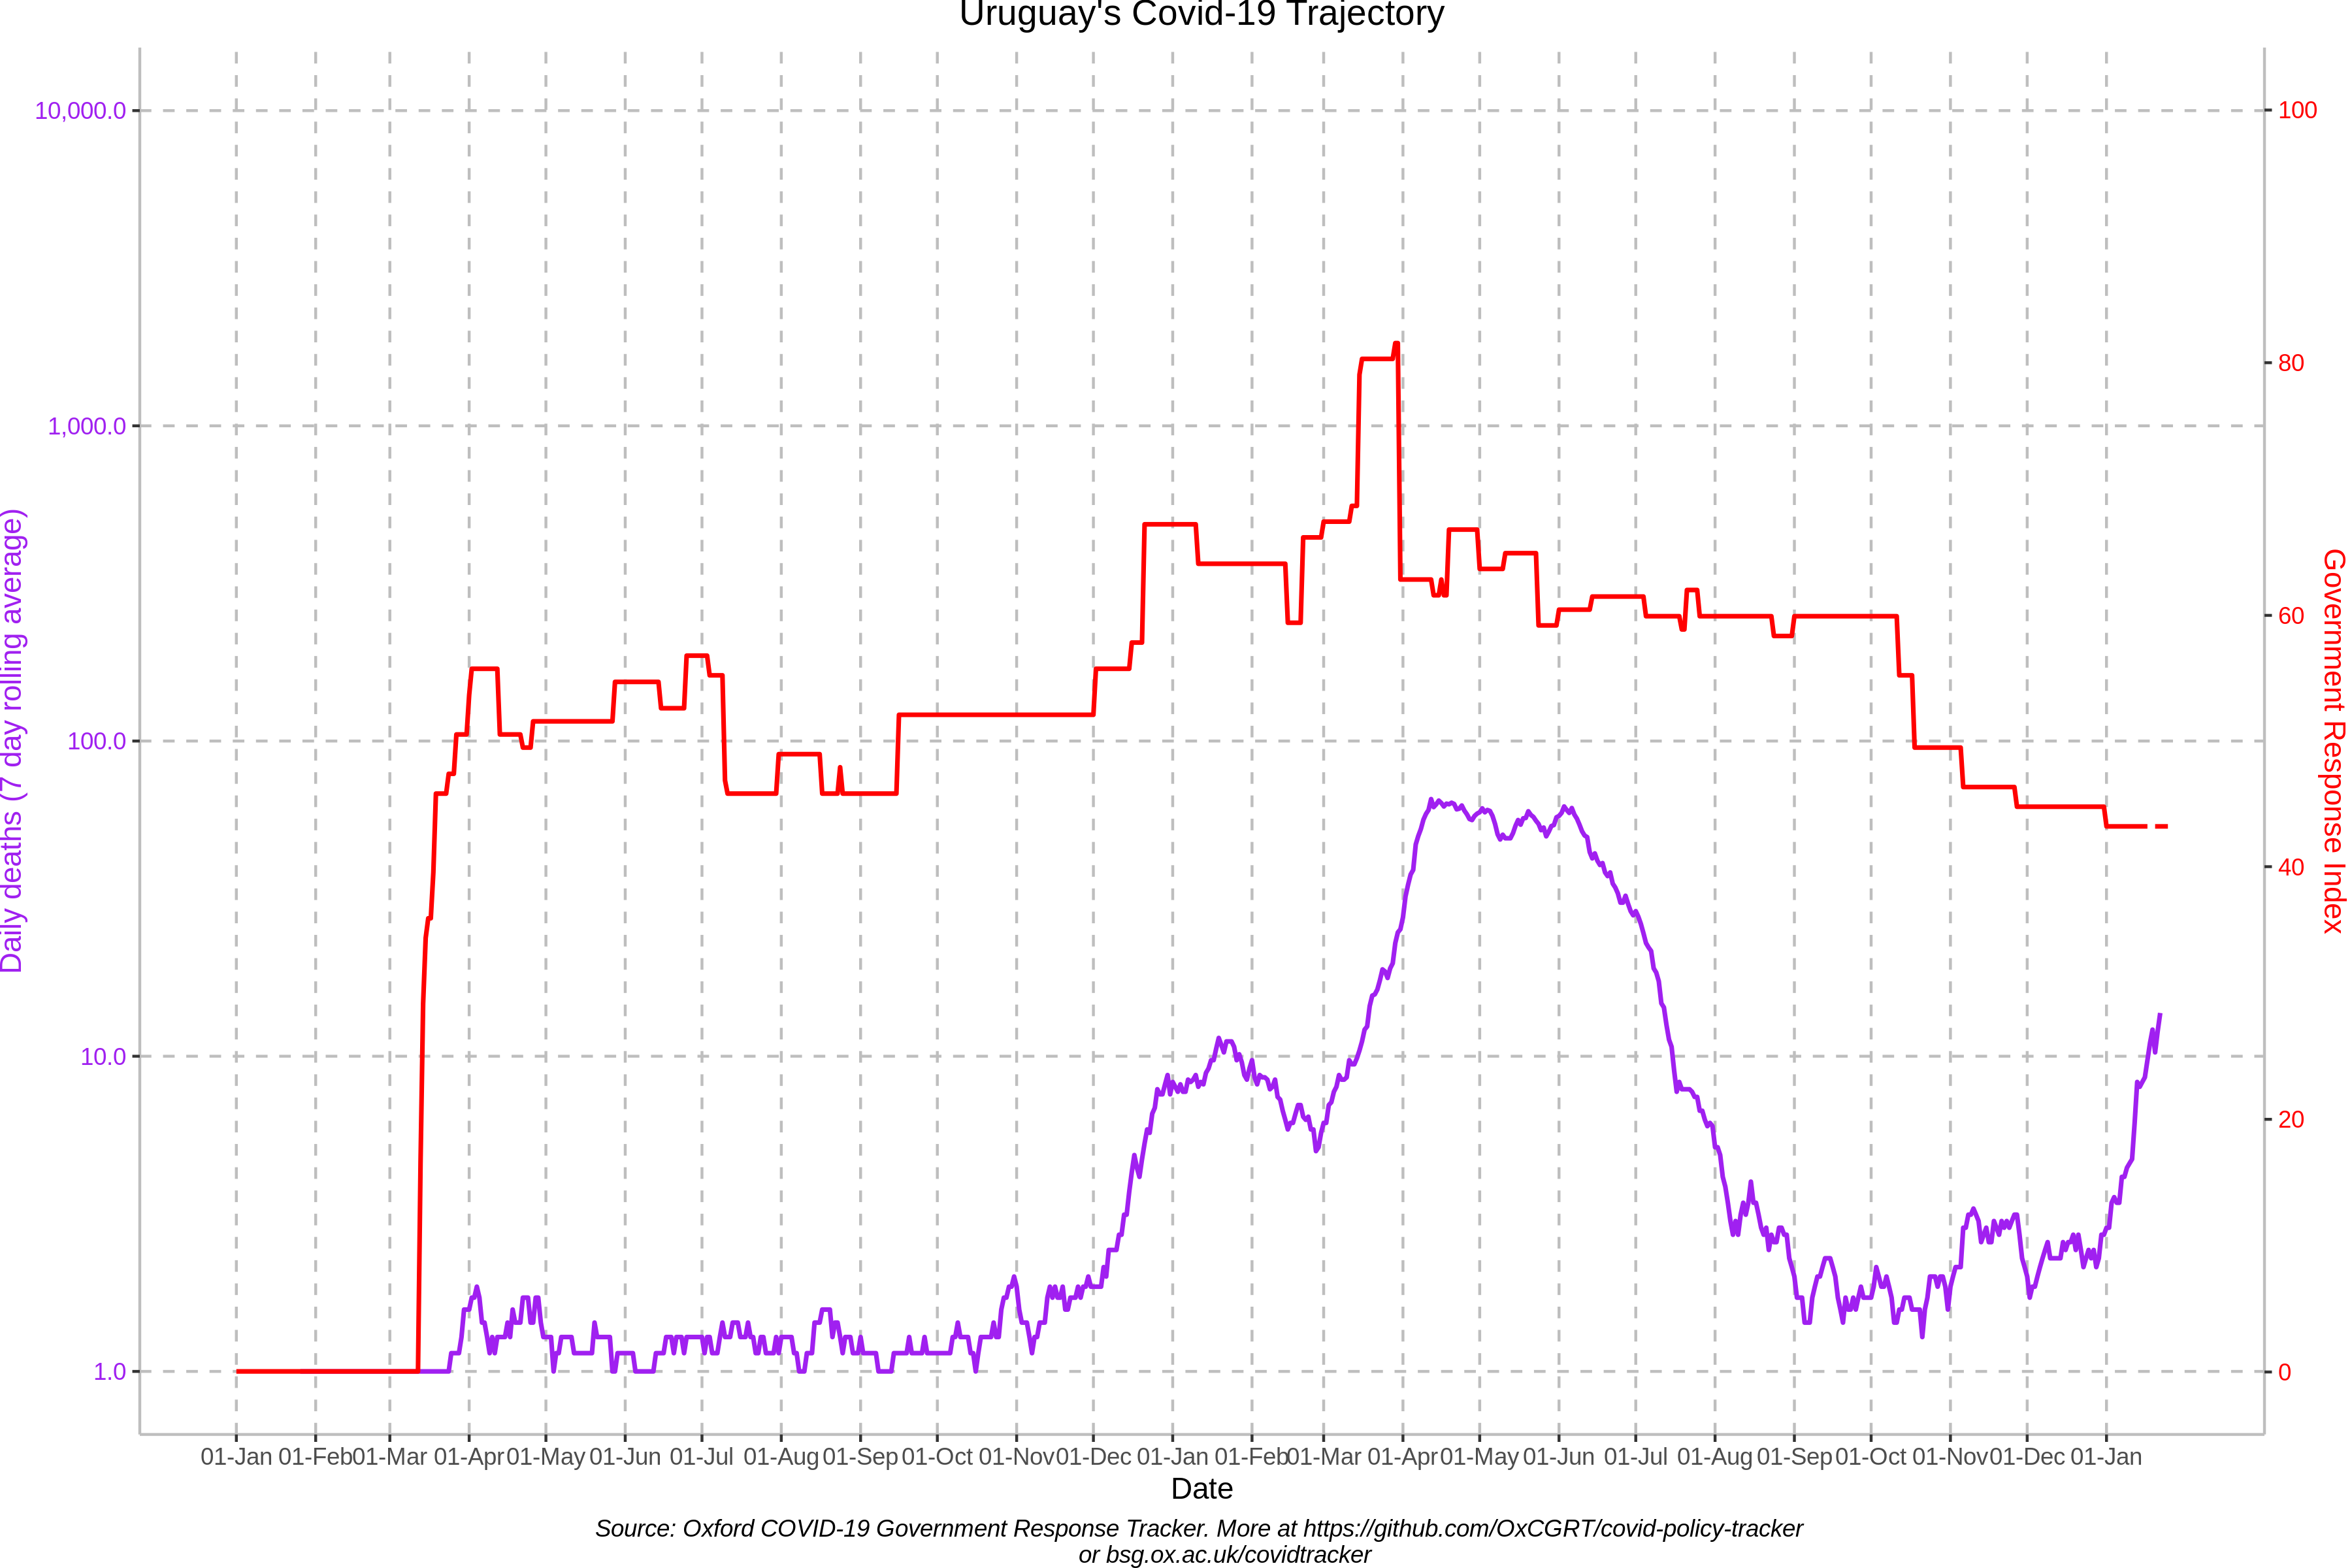 Uruguay's Covid-19 Trajectory
10,000.0
1,000.0
100.0
10.0
1.0
Daily deaths (7 day rolling average)
100
80
60
40
20
0
Government Response Index
01-Jan 01-Feb 01-Mar 01-Apr 01-May 01-Jun 01-Jul 01-Aug 01-Sep 01-Oct 01-Nov 01-Dec 01-Jan 01-Feb 01-Mar 01-Apr 01-May 01-Jun 01-Jul 01-Aug 01-Sep 01-Oct 01-Nov 01-Dec 01-Jan
Date
Source: Oxford COVID-19 Government Response Tracker. More at https://github.com/OxCGRT/covid-policy-tracker
or bsg.ox.ac.uk/covidtracker